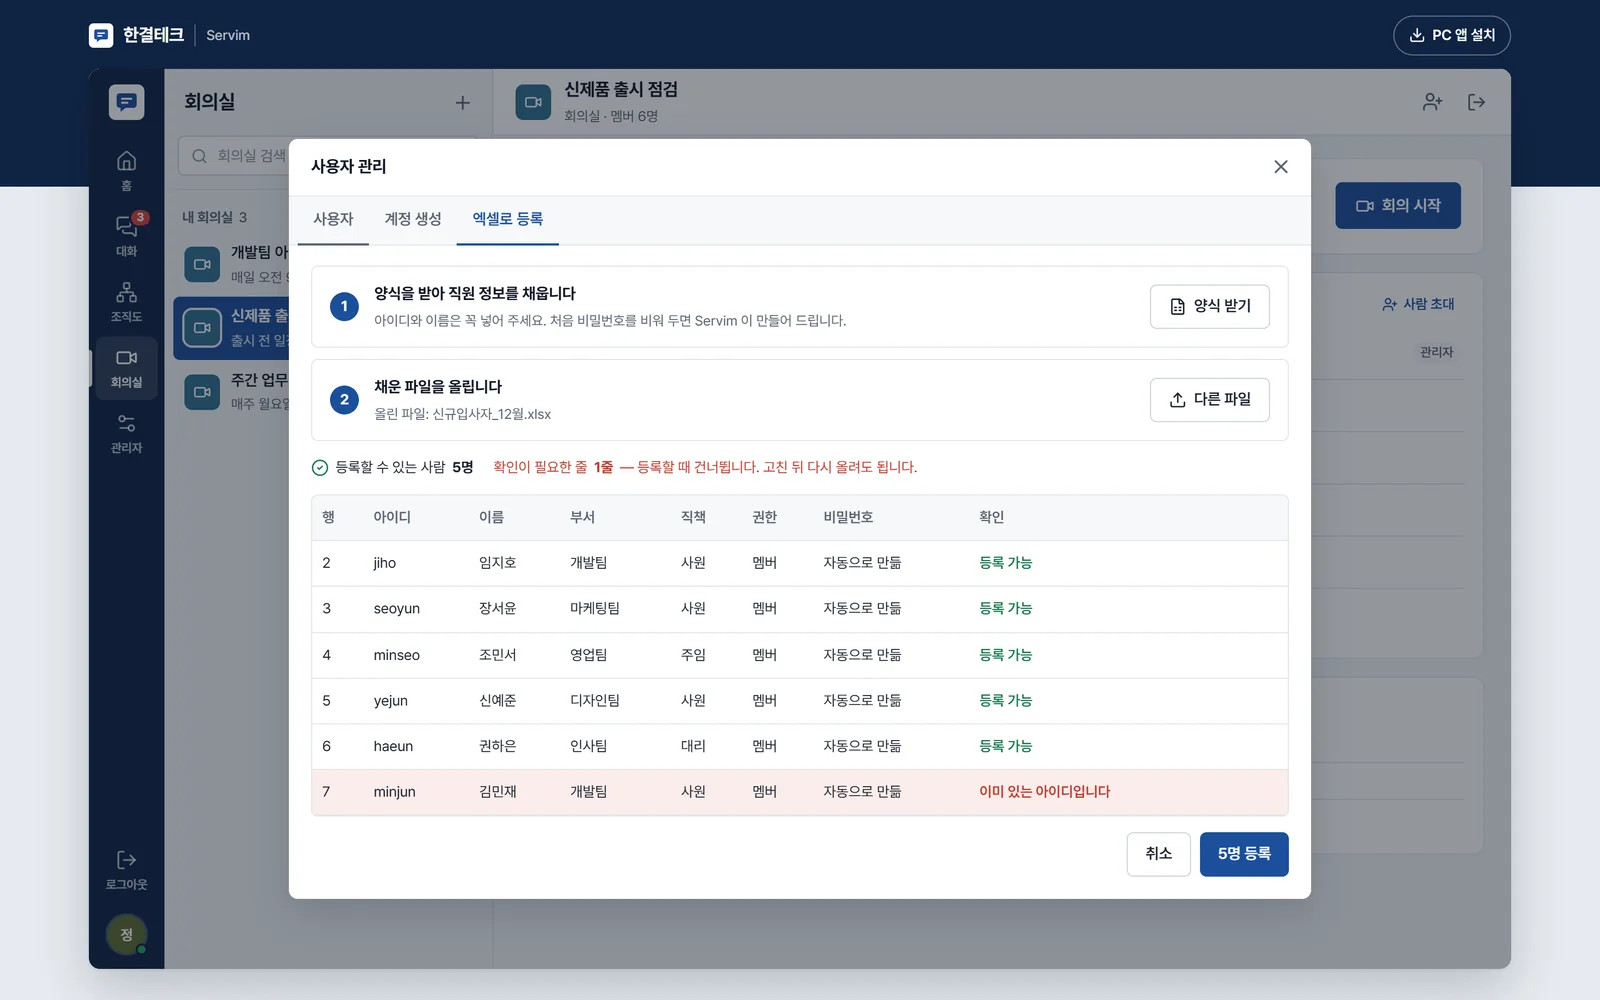 한결테크 Servim
PC 앱 설치
회의실
신제품 출시 점검
회의실 · 멤버 6명
홈
대화
3
조직도
회의실
관리자
로그아웃
정
회의실 검색
내 회의실 3
개발팀 아
매일 오전
신제품 출
출시 전 일
주간 업무
매주 월요일
회의 시작
사람 초대
관리자
사용자 관리
사용자 계정 생성 엑셀로 등록
1
양식을 받아 직원 정보를 채웁니다
아이디와 이름은 꼭 넣어 주세요. 처음 비밀번호를 비워 두면 Servim 이 만들어 드립니다.
양식 받기
2
채운 파일을 올립니다
올린 파일: 신규입사자_12월.xlsx
다른 파일
등록할 수 있는 사람 5명 확인이 필요한 줄 1줄 — 등록할 때 건너뜁니다. 고친 뒤 다시 올려도 됩니다.
행 아이디 이름 부서 직책 권한 비밀번호 확인
2 jiho 임지호 개발팀 사원 멤버 자동으로 만듦 등록 가능
3 seoyun 장서윤 마케팅팀 사원 멤버 자동으로 만듦 등록 가능
4 minseo 조민서 영업팀 주임 멤버 자동으로 만듦 등록 가능
5 yejun 신예준 디자인팀 사원 멤버 자동으로 만듦 등록 가능
6 haeun 권하은 인사팀 대리 멤버 자동으로 만듦 등록 가능
7 minjun 김민재 개발팀 사원 멤버 자동으로 만듦 이미 있는 아이디입니다
취소
5명 등록